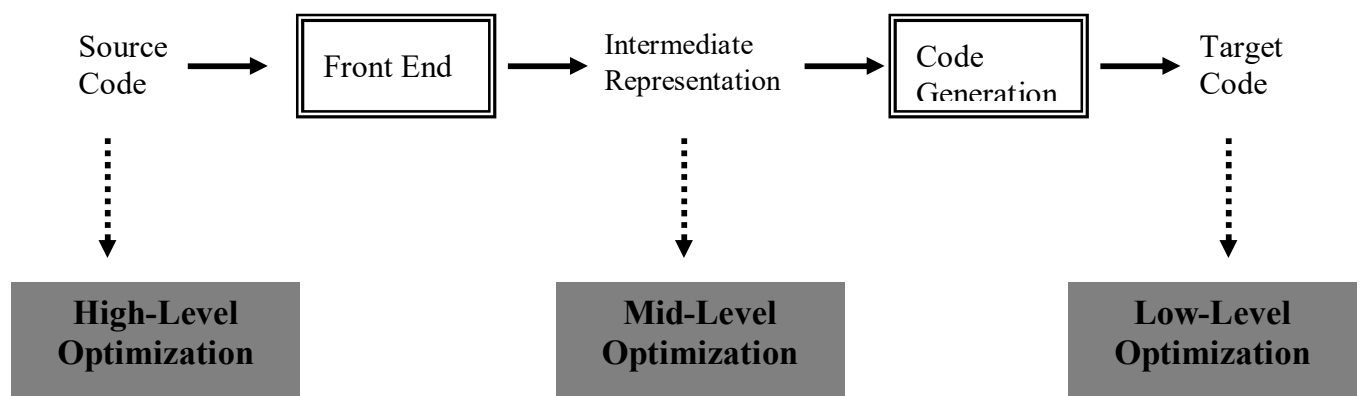 Source
Code
Front End
Intermediate
Representation
Code
Generation
Target
Code
High-Level
Optimization
Mid-Level
Optimization
Low-Level
Optimization